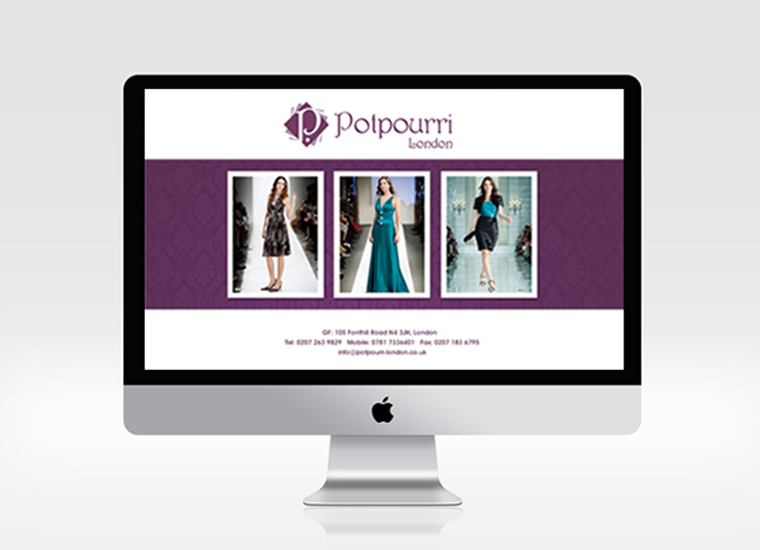 P.
Potpourri
London
GF: 105 Fonthill Road N4 3JH, London
Tel: 0207 263 9829 Mobile: 0781 7336401 Fax: 0207 183 6795
info@potpourri-london.co.uk